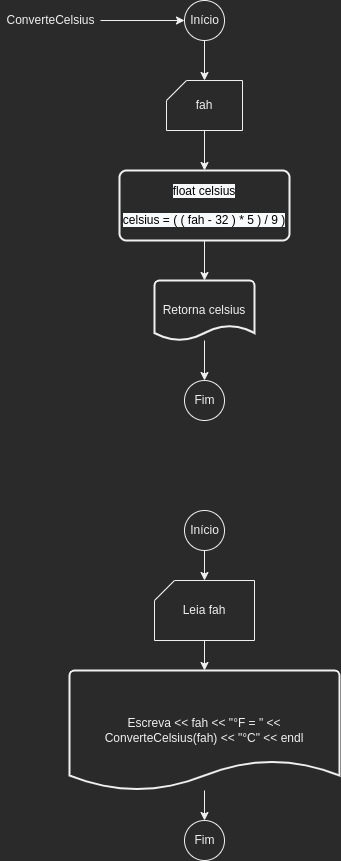 ConverteCelsius
Início
fah
float celsius
celsius = ( ( fah - 32 ) * 5 ) / 9 )
Retorna celsius
Fim
Início
Leia fah
Escreva << fah << "°F = " <<
ConverteCelsius(fah) << "°C" << endl
Fim